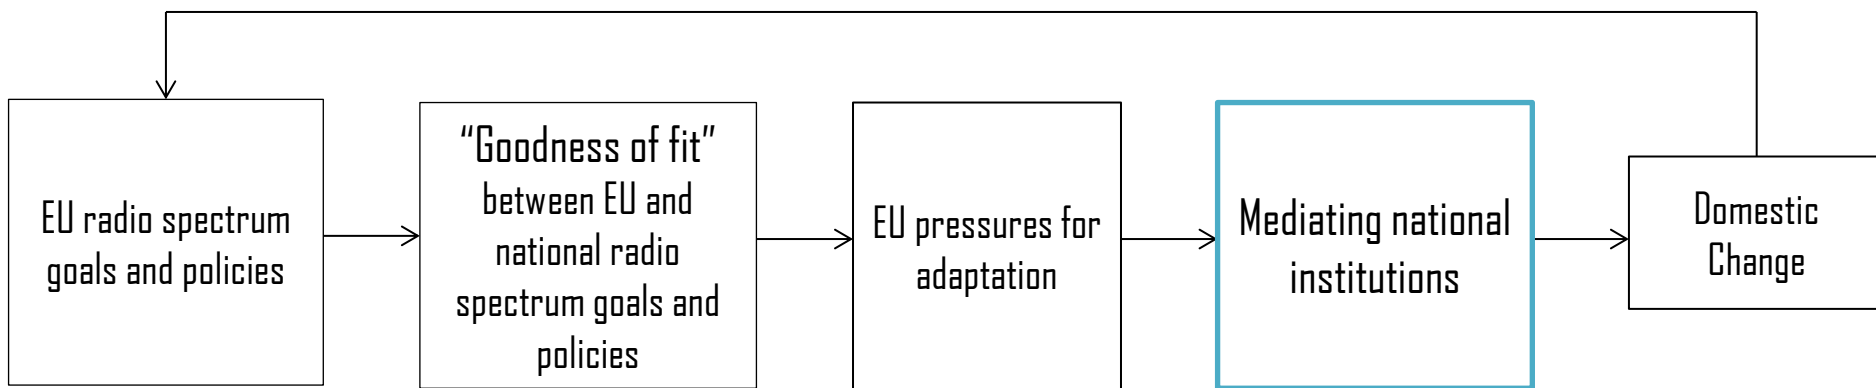 EU radio spectrum
goals and policies
“Goodness of fit”
between EU and
national radio
spectrum goals and
policies
EU pressures for
adaptation
Mediating national
institutions
Domestic
Change